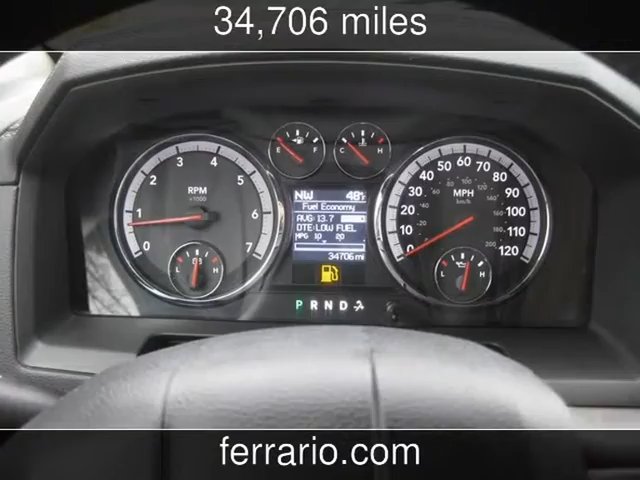 34,706 miles
E F
C H
NW 48°F
Fuel Economy
AVG: 13.7
DTE: LOW FUEL
MPG 10 20
34706 mi
0 1 2 3 4 5 6 7
RPM
×1000
L H
0 10 20 30 40 50 60 70 80 90 100 110 120
MPH
km/h
L H
P R N D
ferrario.com